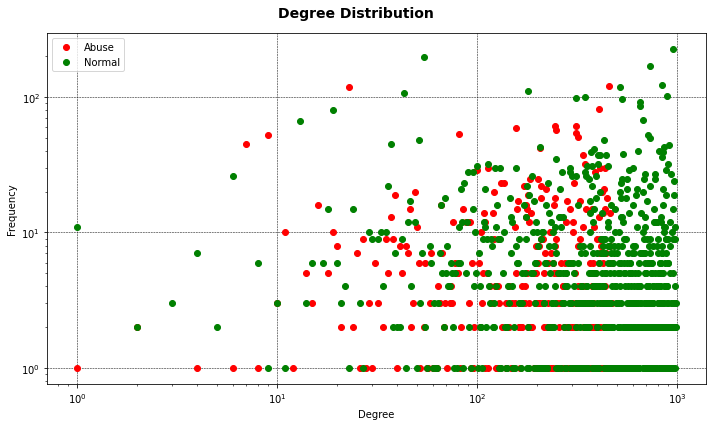 Degree Distribution
Abuse
Normal
Frequency
10²
10¹
10⁰
10⁰
10¹
10²
10³
Degree